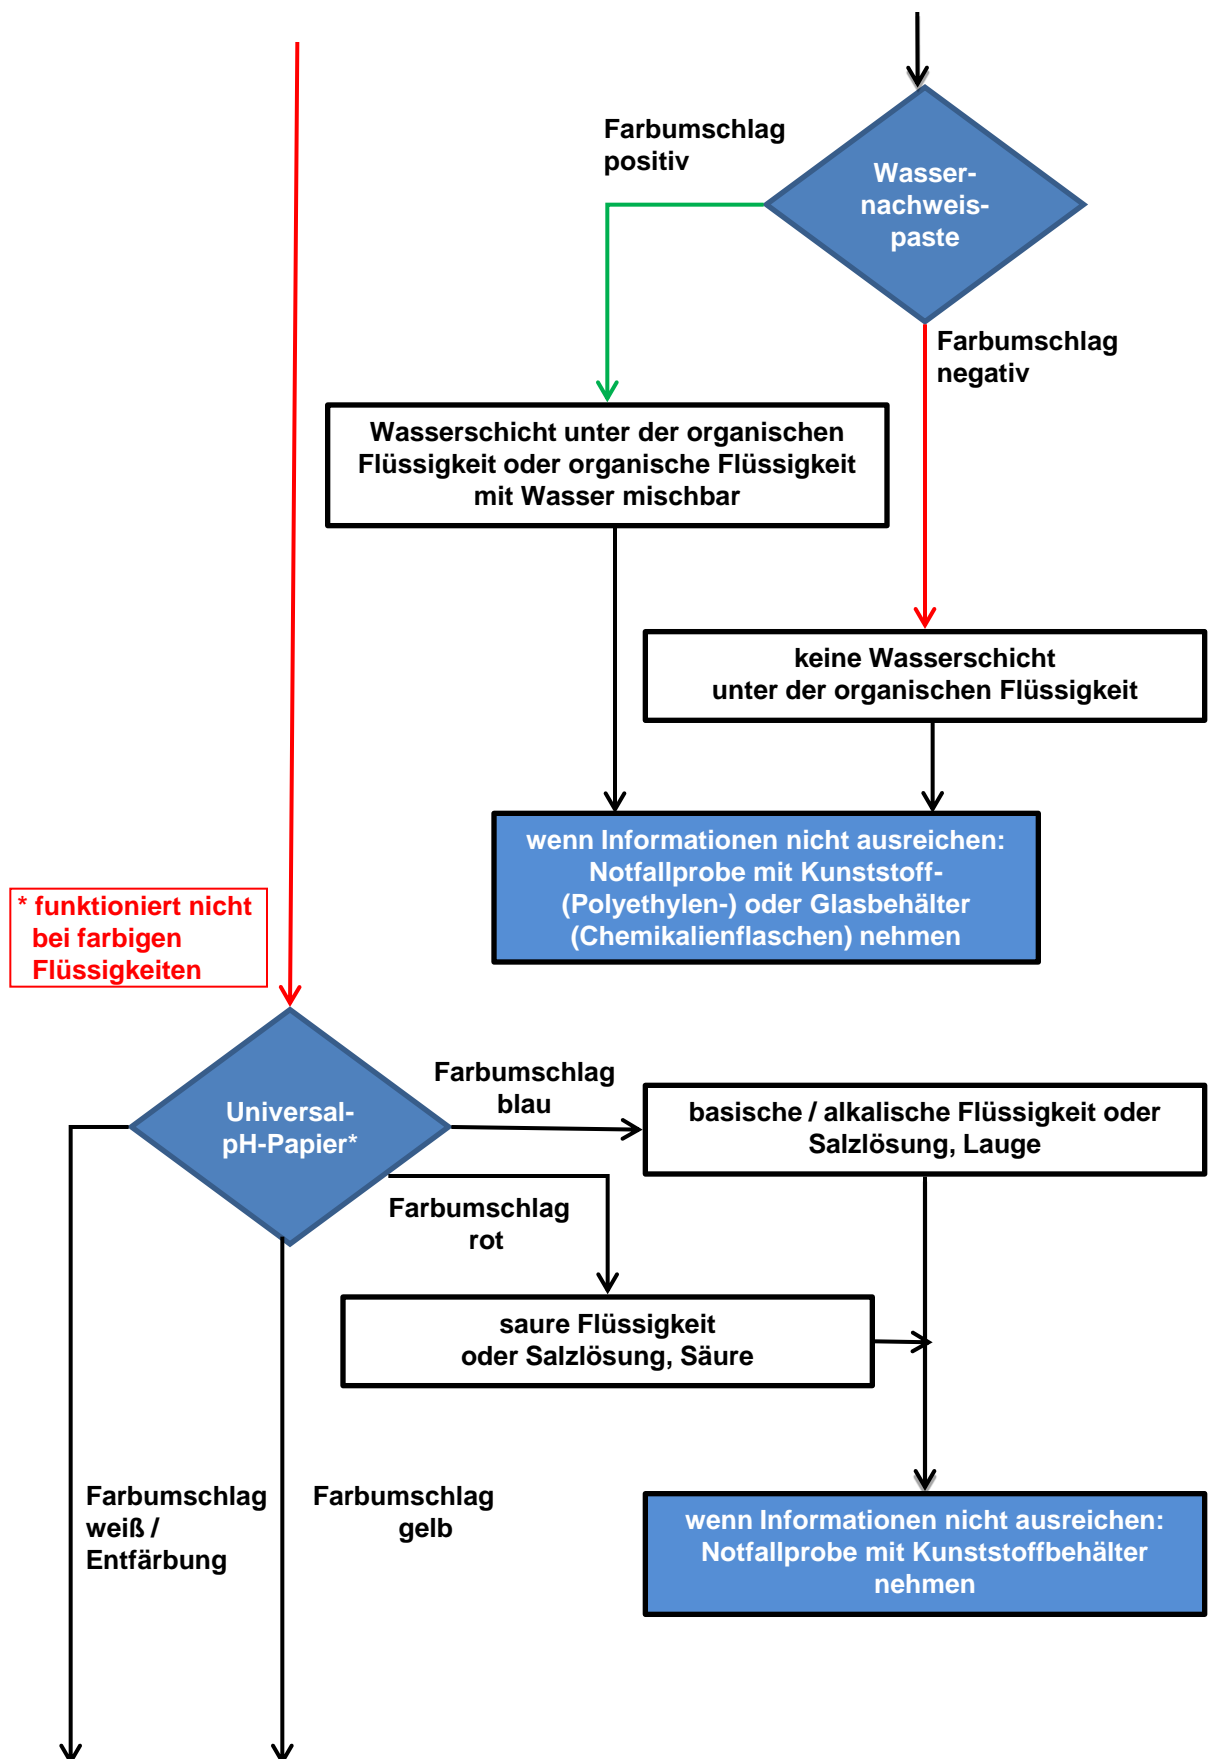 Farbumschlag
positiv
Wasser-
nachweis-
paste
Farbumschlag
negativ
Wasserschicht unter der organischen
Flüssigkeit oder organische Flüssigkeit
mit Wasser mischbar
keine Wasserschicht
unter der organischen Flüssigkeit
wenn Informationen nicht ausreichen:
Notfallprobe mit Kunststoff-
(Polyethylen-) oder Glasbehälter
(Chemikalienflaschen) nehmen
* funktioniert nicht
bei farbigen
Flüssigkeiten
Universal-
pH-Papier*
Farbumschlag
blau
basische / alkalische Flüssigkeit oder
Salzlösung, Lauge
Farbumschlag
rot
saure Flüssigkeit
oder Salzlösung, Säure
Farbumschlag
weiß /
Entfärbung
Farbumschlag
gelb
wenn Informationen nicht ausreichen:
Notfallprobe mit Kunststoffbehälter
nehmen